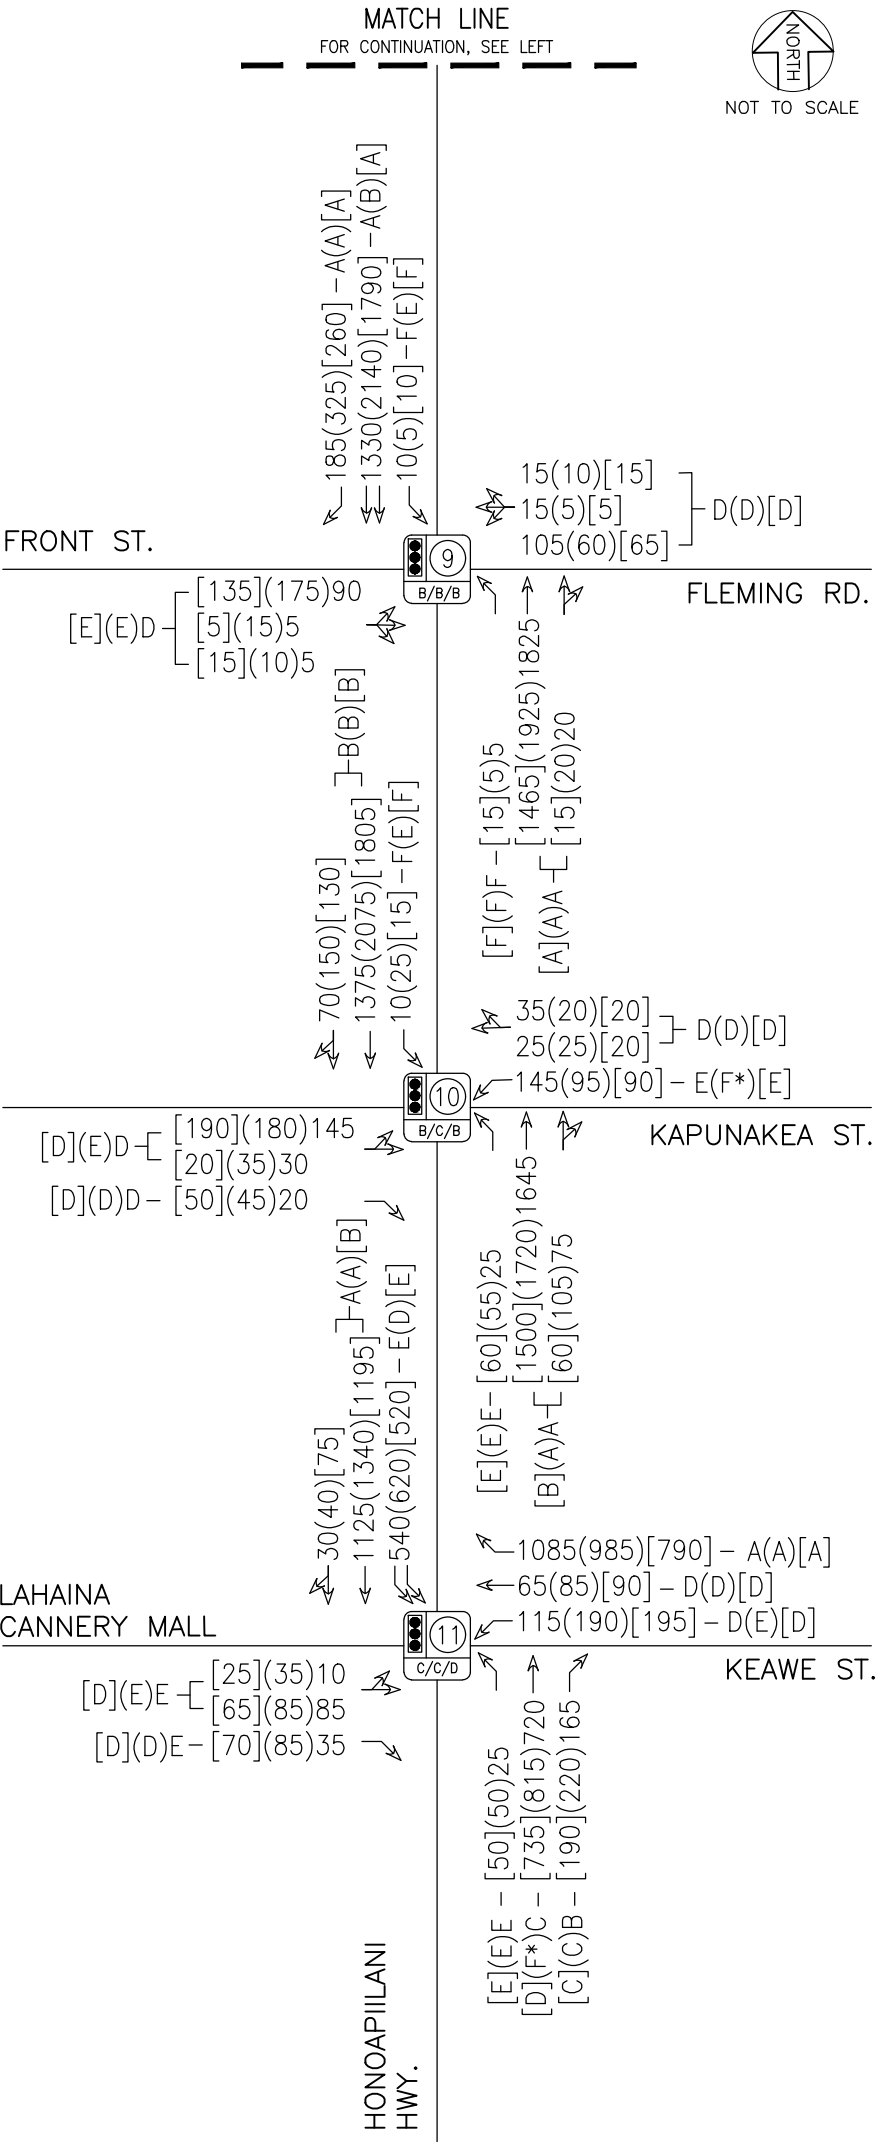 MATCH LINE
FOR CONTINUATION, SEE LEFT
NORTH
NOT TO SCALE
185(325)[260] - A(A)[A]
1330(2140)[1790] - A(B)[A]
10(5)[10] - F(E)[F]
15(10)[15]
15(5)[5]
105(60)[65]
D(D)[D]
FRONT ST.
9
B/B/B
FLEMING RD.
[E](E)D
[135](175)90
[5](15)5
[15](10)5
[F](F)F - [15](5)5
[1465](1925)1825
[15](20)20
[A](A)A
B(B)[B]
70(150)[130]
1375(2075)[1805]
10(25)[15] - F(E)[F]
35(20)[20]
25(25)[20]
D(D)[D]
145(95)[90] - E(F*)[E]
10
B/C/B
KAPUNAKEA ST.
[D](E)D
[190](180)145
[20](35)30
[D](D)D - [50](45)20
[E](E)E - [60](55)25
[1500](1720)1645
[60](105)75
[B](A)A
A(A)[B]
30(40)[75]
1125(1340)[1195]
540(620)[520] - E(D)[E]
1085(985)[790] - A(A)[A]
65(85)[90] - D(D)[D]
115(190)[195] - D(E)[D]
LAHAINA
CANNERY MALL
11
C/C/D
KEAWE ST.
[D](E)E
[25](35)10
[65](85)85
[D](D)E - [70](85)35
[E](E)E - [50](50)25
[D](F*)C - [735](815)720
[C](C)B - [190](220)165
HONOAPIILANI
HWY.